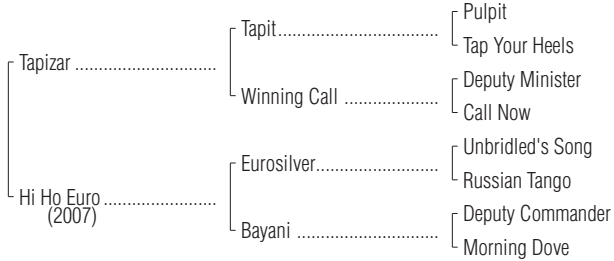 Pulpit
Tapit
Tap Your Heels
Tapizar
Deputy Minister
Winning Call
Call Now
Unbridled's Song
Eurosilver
Russian Tango
Hi Ho Euro
(2007)
Deputy Commander
Bayani
Morning Dove